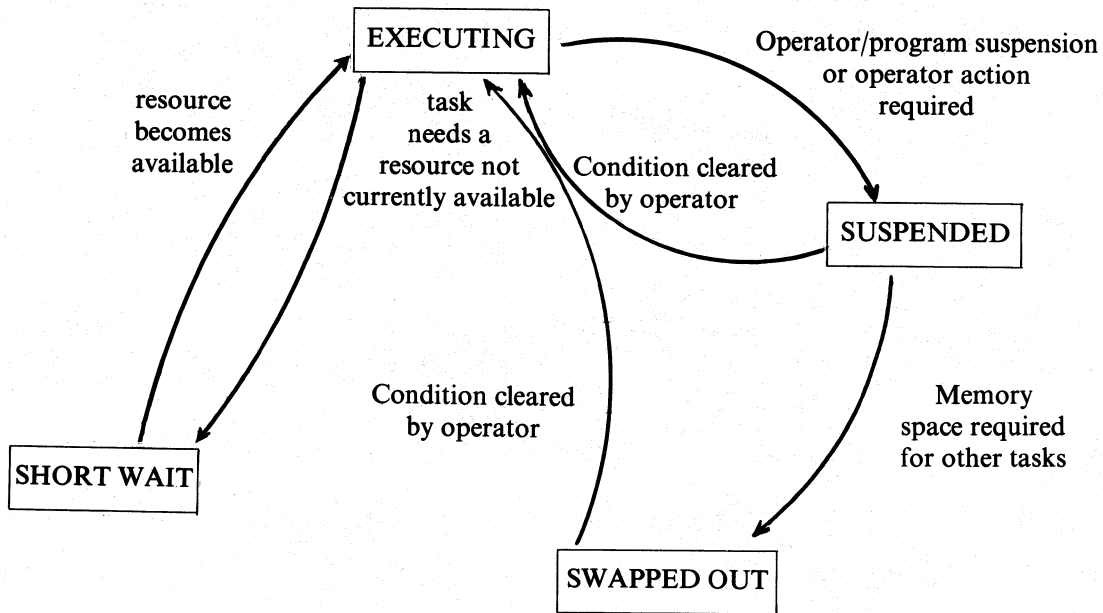 EXECUTING
Operator/program suspension
or operator action
required
resource
becomes
available
task
needs a
resource not
currently available
Condition cleared
by operator
SUSPENDED
Condition cleared
by operator
Memory
space required
for other tasks
SHORT WAIT
SWAPPED OUT